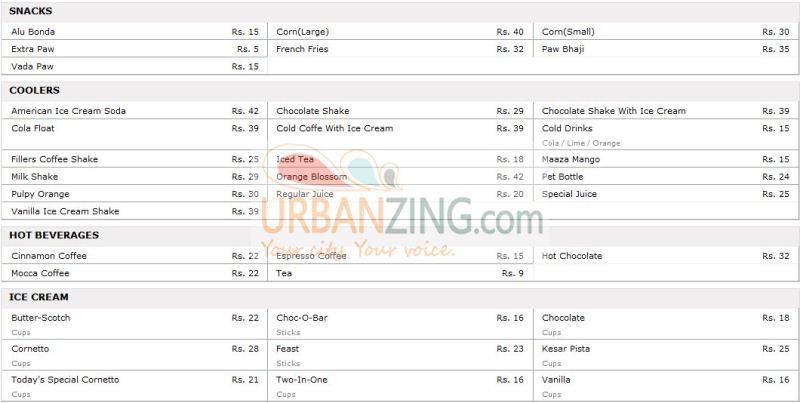 SNACKS
Alu Bonda Rs. 15 Corn(Large) Rs. 40 Corn(Small) Rs. 30
Extra Paw Rs. 5 French Fries Rs. 32 Paw Bhaji Rs. 35
Vada Paw Rs. 15
COOLERS
American Ice Cream Soda Rs. 42 Chocolate Shake Rs. 29 Chocolate Shake With Ice Cream Rs. 39
Cola Float Rs. 39 Cold Coffe With Ice Cream Rs. 39 Cold Drinks Rs. 15
Cola / Lime / Orange
Fillers Coffee Shake Rs. 25 Iced Tea Rs. 18 Maaza Mango Rs. 15
Milk Shake Rs. 29 Orange Blossom Rs. 42 Pet Bottle Rs. 24
Pulpy Orange Rs. 30 Regular Juice Rs. 20 Special Juice Rs. 25
Vanilla Ice Cream Shake Rs. 39
URBANZING.com
Your city. Your voice.
HOT BEVERAGES
Cinnamon Coffee Rs. 22 Espresso Coffee Rs. 15 Hot Chocolate Rs. 32
Mocca Coffee Rs. 22 Tea Rs. 9
ICE CREAM
Butter-Scotch Rs. 22 Choc-O-Bar Rs. 16 Chocolate Rs. 18
Cups Sticks Cups
Cornetto Rs. 28 Feast Rs. 23 Kesar Pista Rs. 25
Cups Sticks Cups
Today's Special Cornetto Rs. 21 Two-In-One Rs. 16 Vanilla Rs. 16
Cups Cups Cups